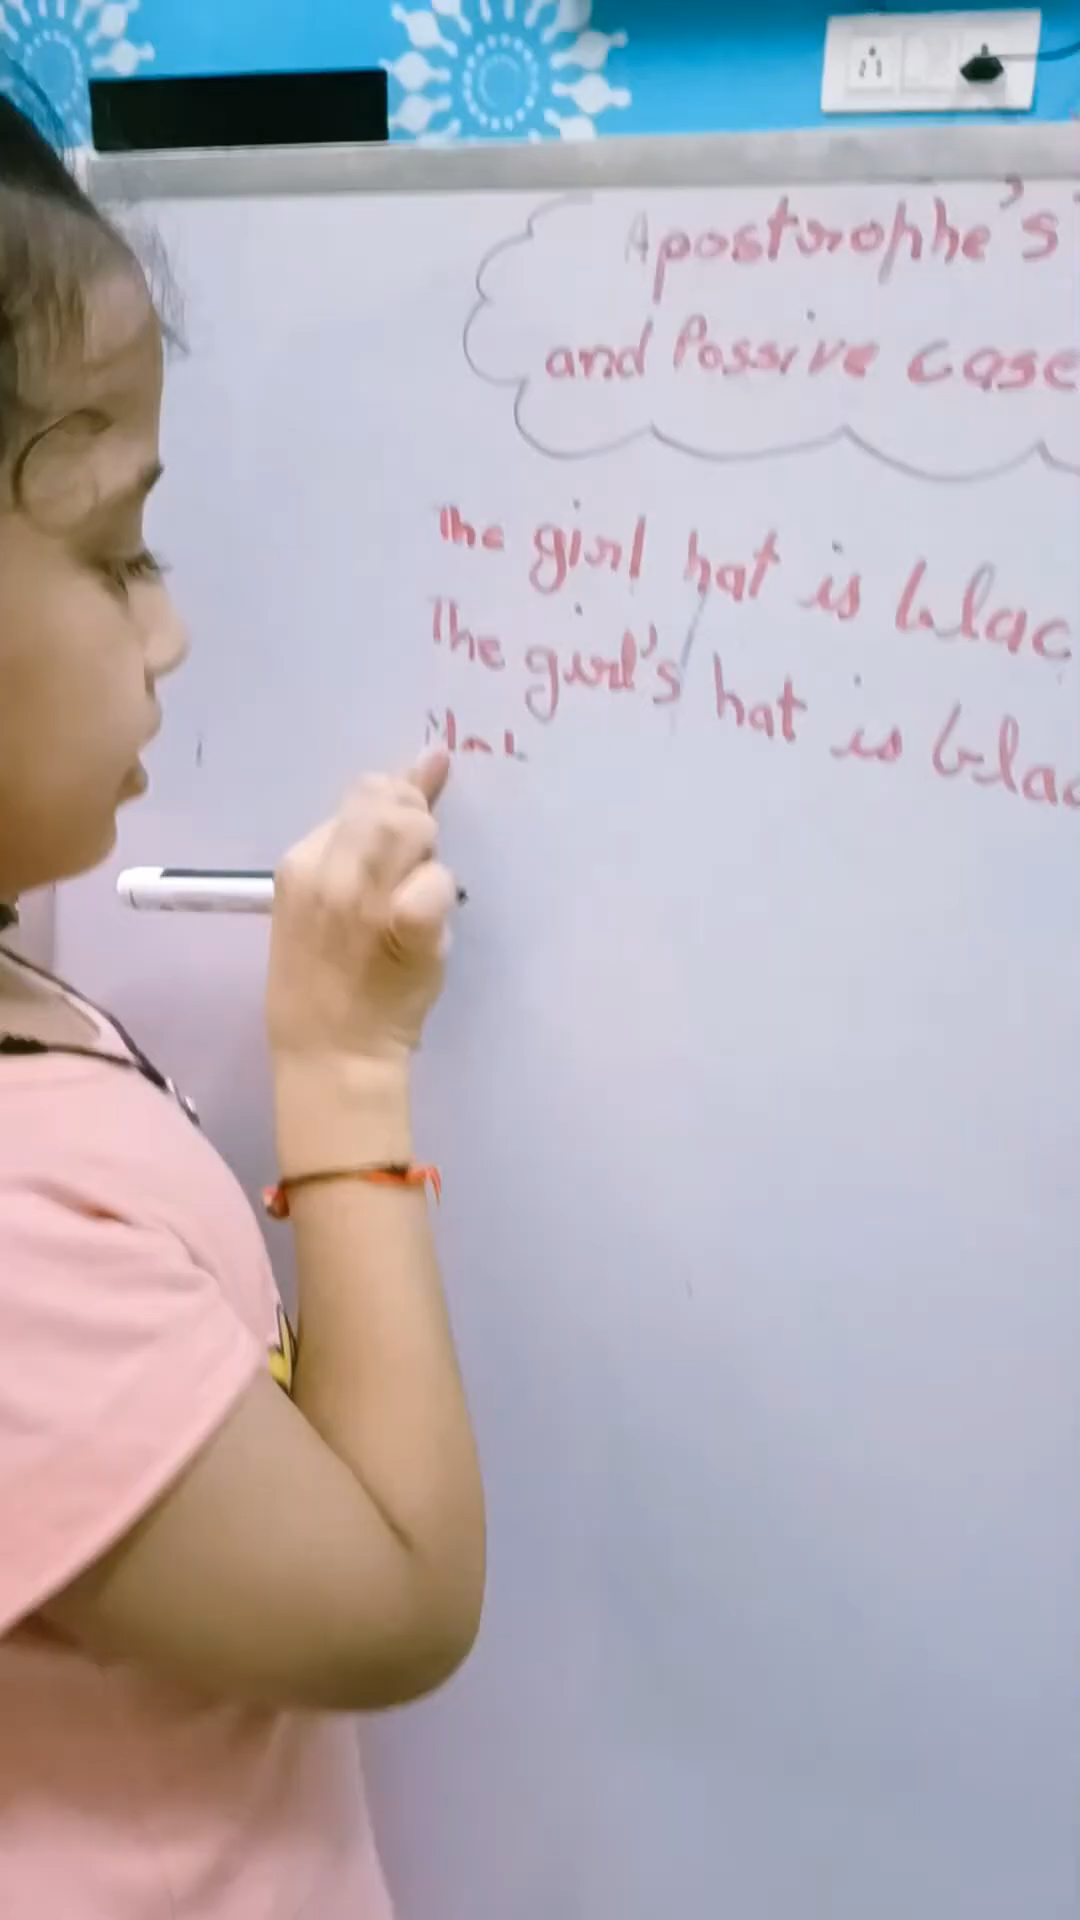 Apostrophe's
and Possive case
The girl hat is blac
The girl's hat is blac